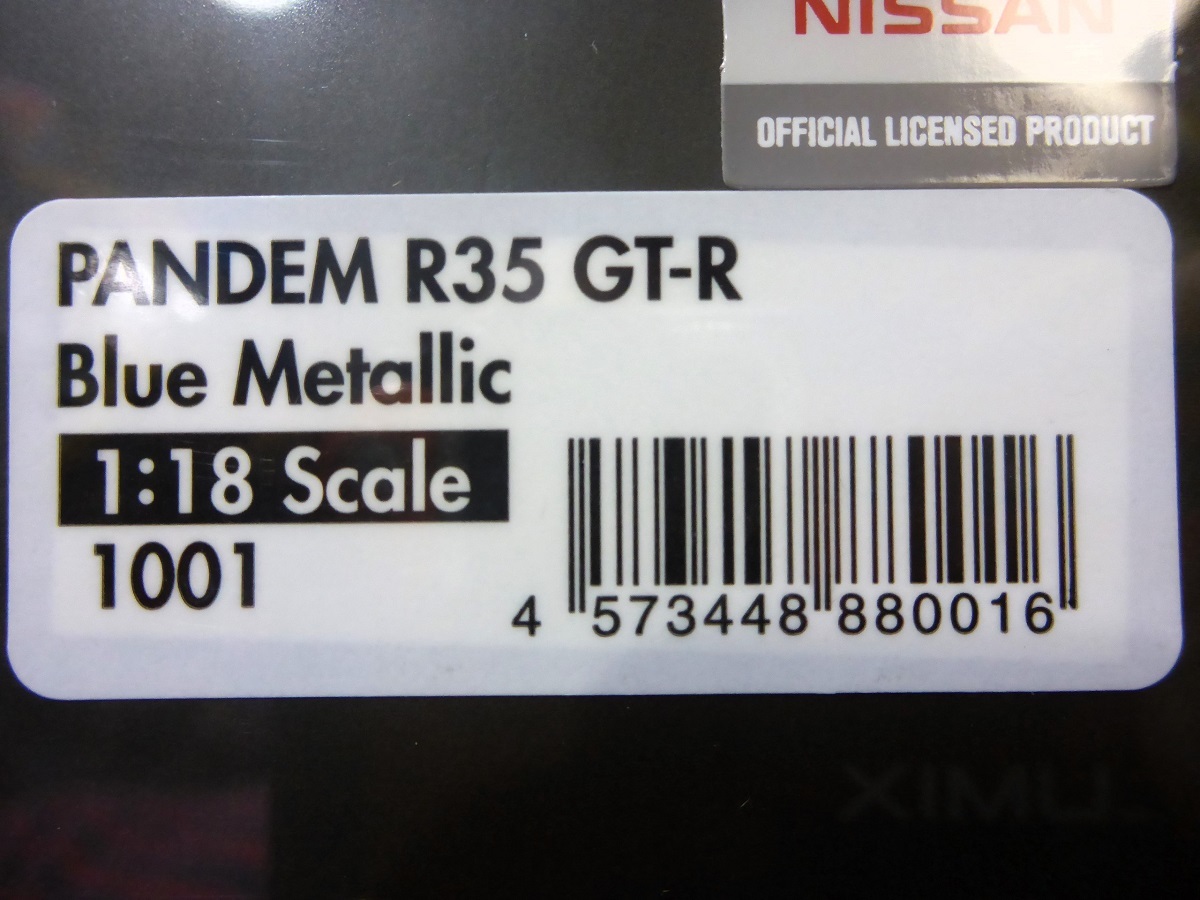 NISSAN
OFFICIAL LICENSED PRODUCT
PANDEM R35 GT-R
Blue Metallic
1:18 Scale
1001
4 573448 880016